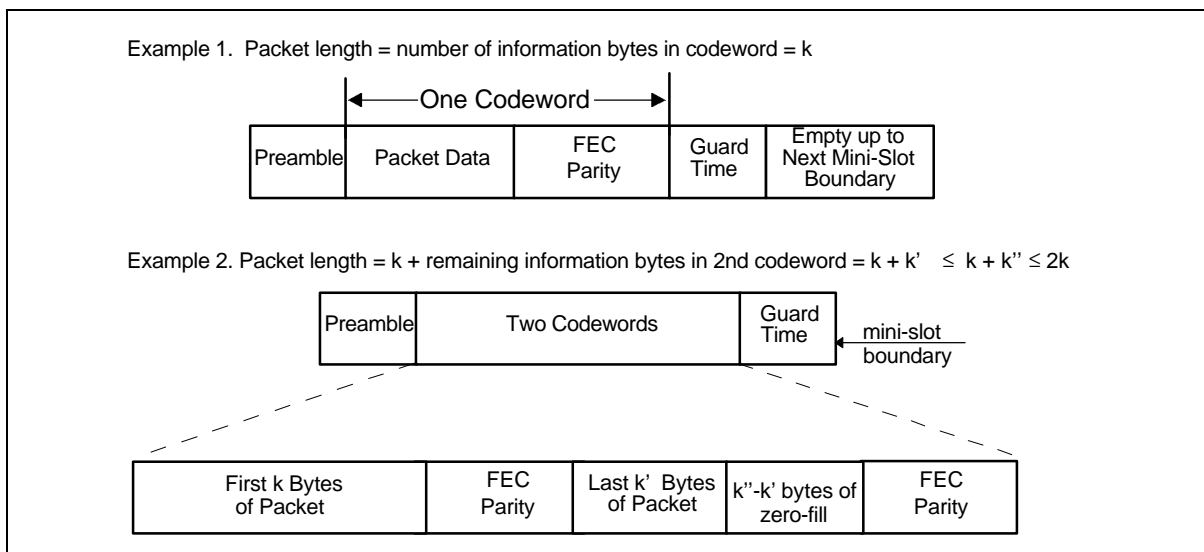 Example 1.  Packet length = number of information bytes in codeword = k
One Codeword
Preamble
Packet Data
FEC
Parity
Guard
Time
Empty up to
Next Mini-Slot
Boundary
Example 2. Packet length = k + remaining information bytes in 2nd codeword = k + k’   ≤  k + k’’ ≤ 2k
Preamble
Two Codewords
Guard
Time
mini-slot
boundary
First k Bytes
of Packet
FEC
Parity
Last k’  Bytes
of Packet
k’’-k’ bytes of
zero-fill
FEC
Parity